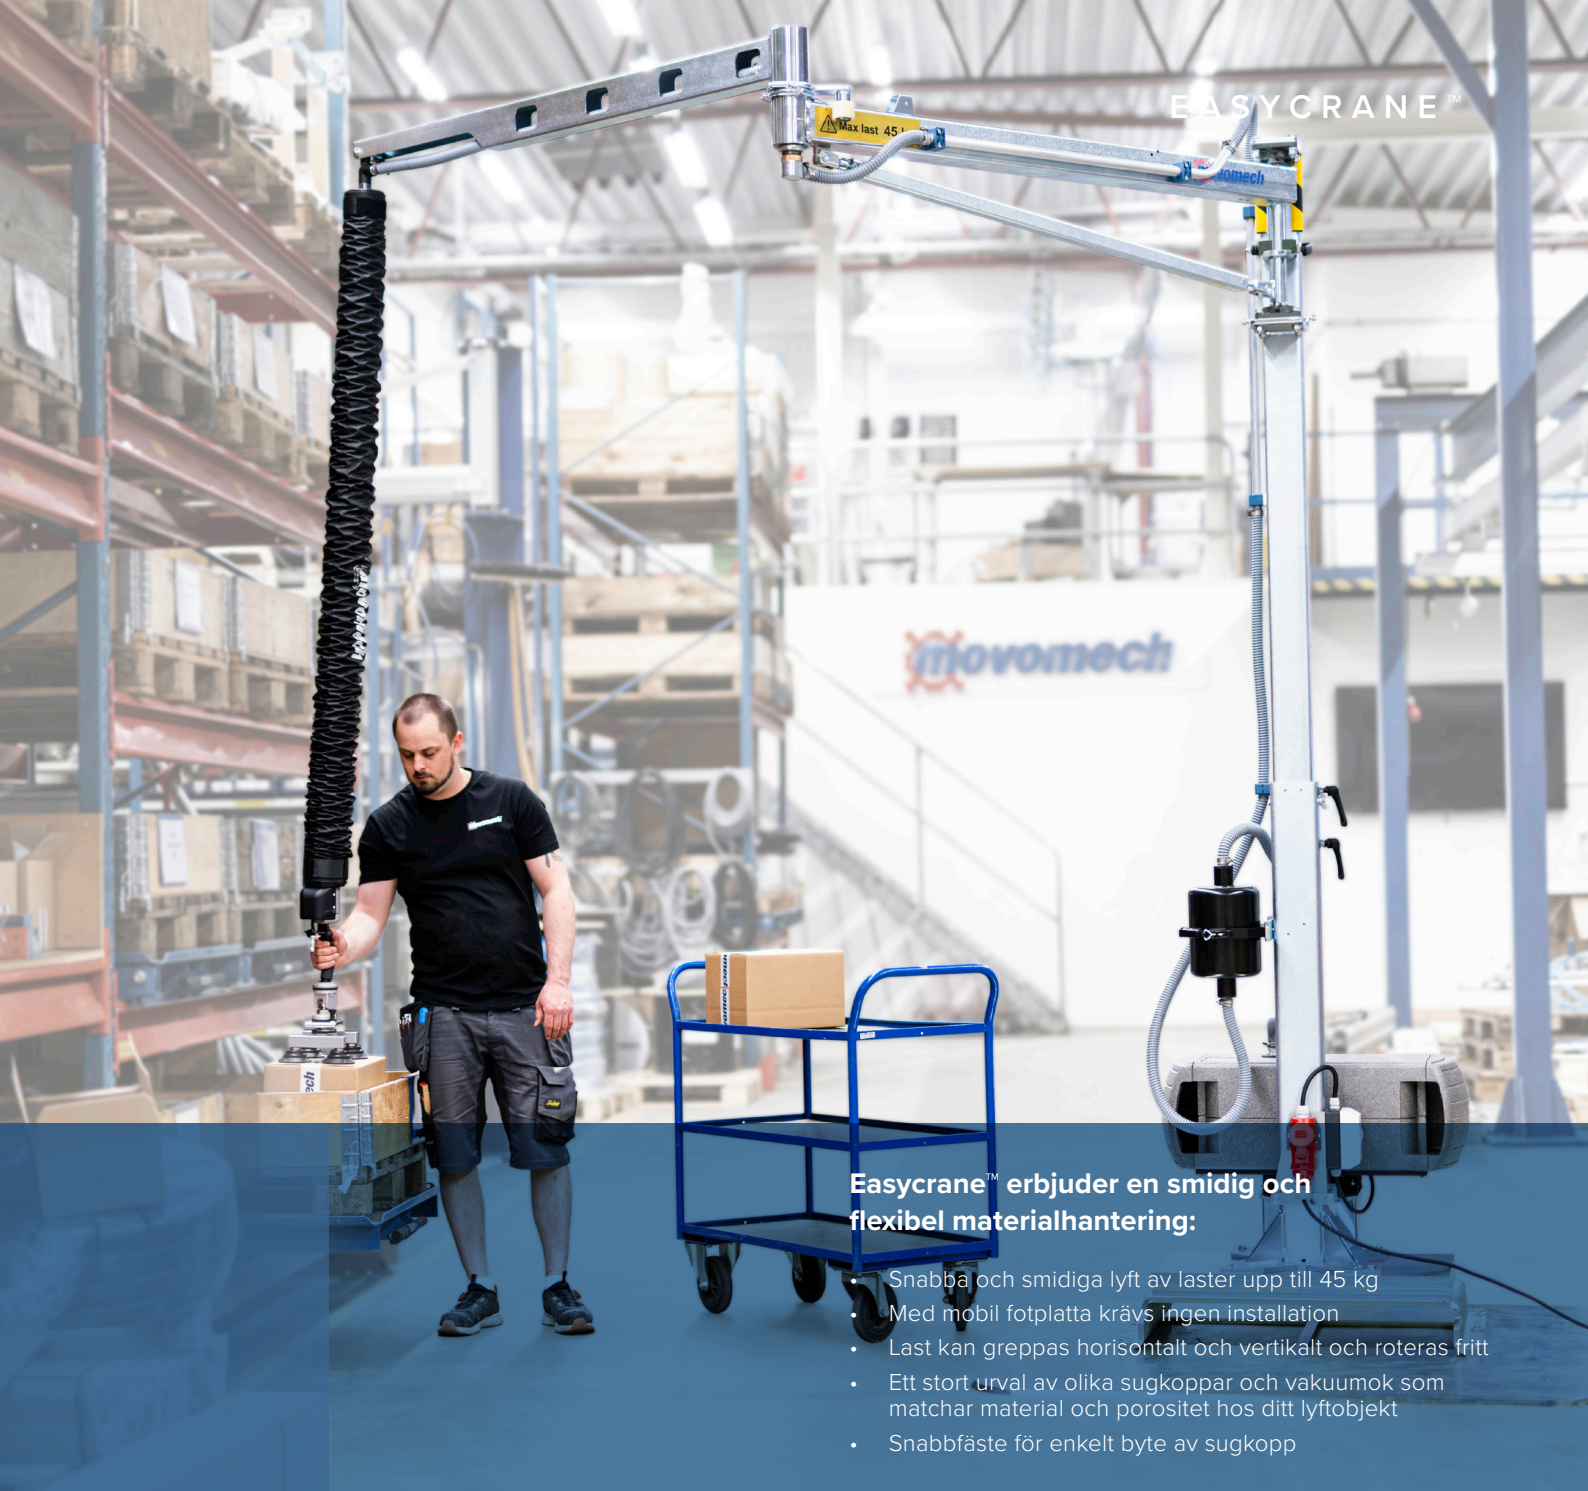 EASYCRANE™
Max last 45
movomech
movomech
movomech
Easycrane™ erbjuder en smidig och
flexibel materialhantering:
• Snabba och smidiga lyft av laster upp till 45 kg
• Med mobil fotplatta krävs ingen installation
• Last kan greppas horisontalt och vertikalt och roteras fritt
• Ett stort urval av olika sugkoppar och vakuumok som
matchar material och porositet hos ditt lyftobjekt
• Snabbfäste för enkelt byte av sugkopp